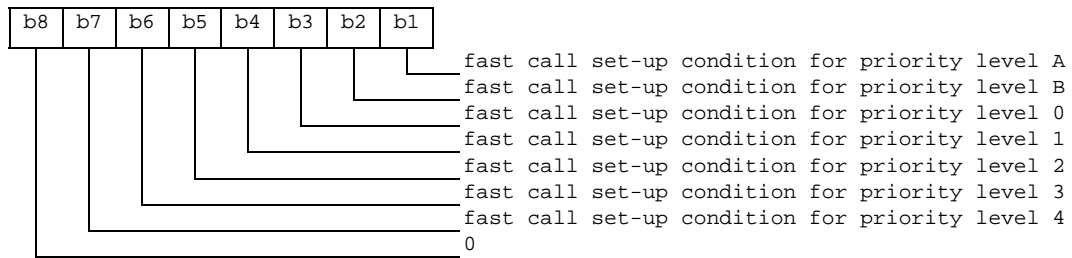 b8 b7 b6 b5 b4 b3 b2 b1
fast call set-up condition for priority level A
fast call set-up condition for priority level B
fast call set-up condition for priority level 0
fast call set-up condition for priority level 1
fast call set-up condition for priority level 2
fast call set-up condition for priority level 3
fast call set-up condition for priority level 4
0